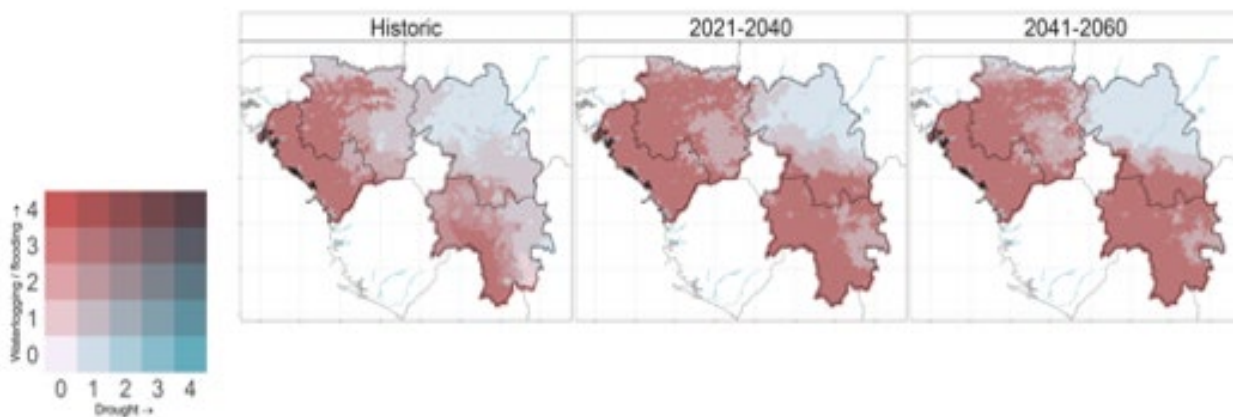 Historic
2021-2040
2041-2060
Waterlogging / flooding →
4
3
2
1
0
0 1 2 3 4
Drought →